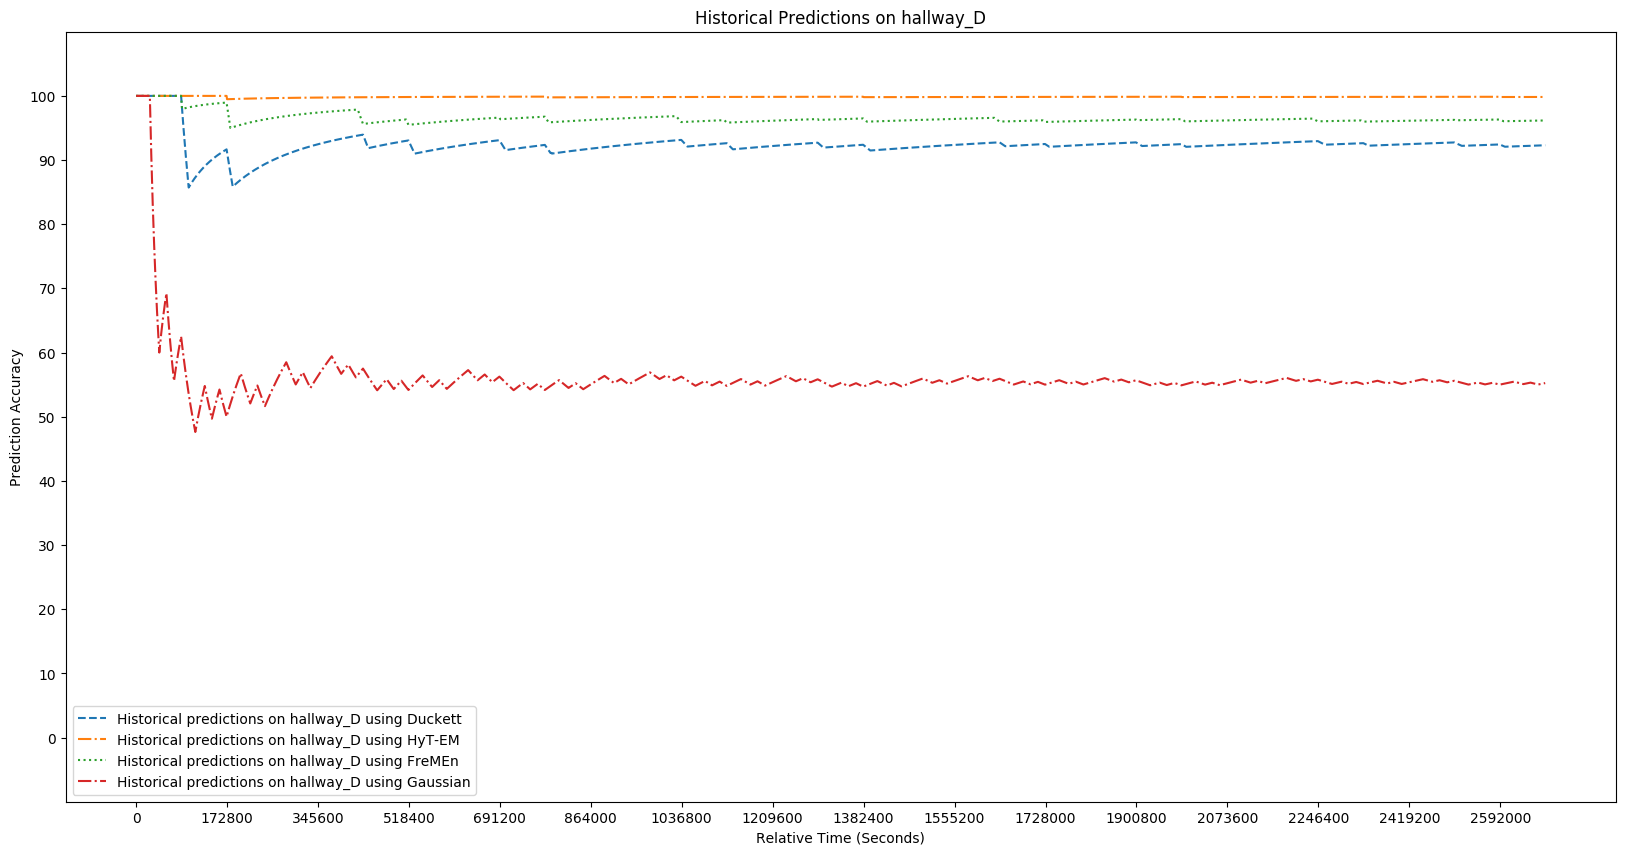 Historical Predictions on hallway_D
Prediction Accuracy
100
90
80
70
60
50
40
30
20
10
0
Historical predictions on hallway_D using Duckett
Historical predictions on hallway_D using HyT-EM
Historical predictions on hallway_D using FreMEn
Historical predictions on hallway_D using Gaussian
0 172800 345600 518400 691200 864000 1036800 1209600 1382400 1555200 1728000 1900800 2073600 2246400 2419200 2592000
Relative Time (Seconds)